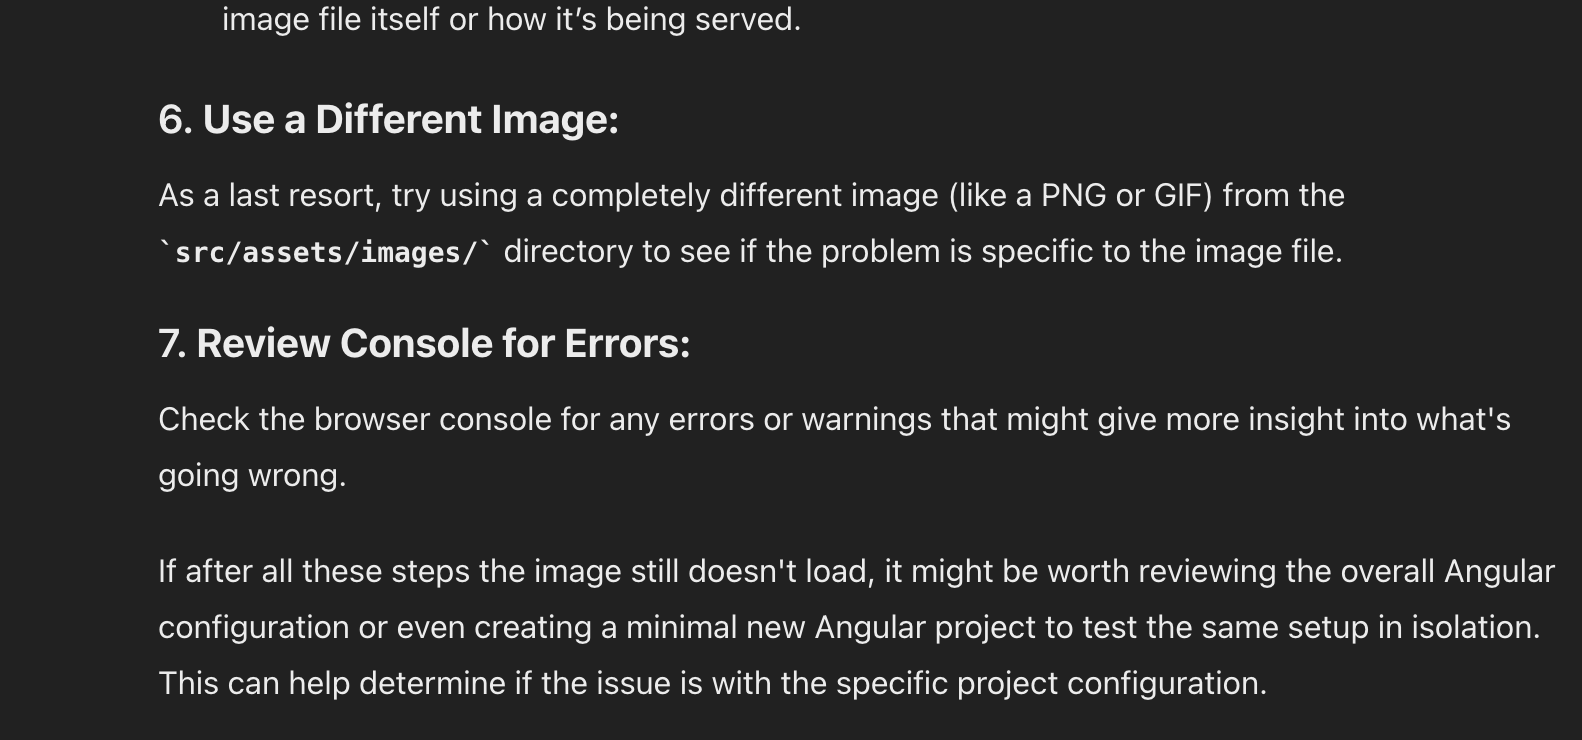 image file itself or how it’s being served.
6. Use a Different Image:
As a last resort, try using a completely different image (like a PNG or GIF) from the
`src/assets/images/` directory to see if the problem is specific to the image file.
7. Review Console for Errors:
Check the browser console for any errors or warnings that might give more insight into what's
going wrong.
If after all these steps the image still doesn't load, it might be worth reviewing the overall Angular
configuration or even creating a minimal new Angular project to test the same setup in isolation.
This can help determine if the issue is with the specific project configuration.